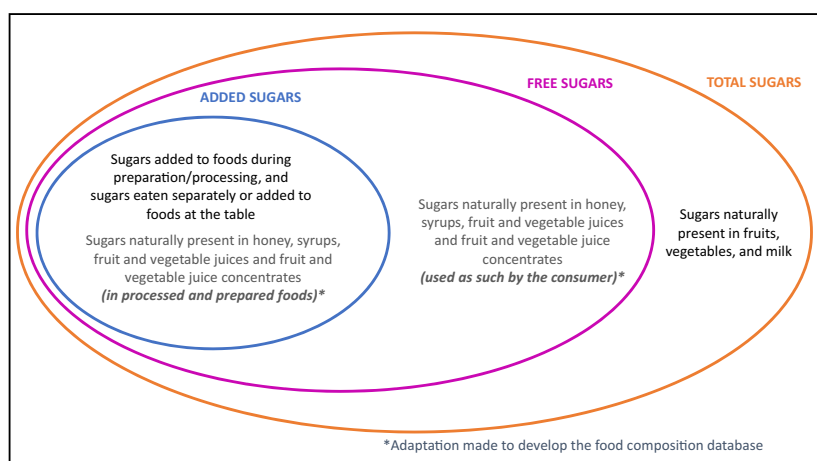 TOTAL SUGARS
FREE SUGARS
ADDED SUGARS
Sugars added to foods during
preparation/processing, and
sugars eaten separately or added to
foods at the table
Sugars naturally present in honey, syrups,
fruit and vegetable juices and fruit and
vegetable juice concentrates
(in processed and prepared foods)*
Sugars naturally present in honey,
syrups, fruit and vegetable juices
and fruit and vegetable juice
concentrates
(used as such by the consumer)*
Sugars naturally
present in fruits,
vegetables, and milk
*Adaptation made to develop the food composition database